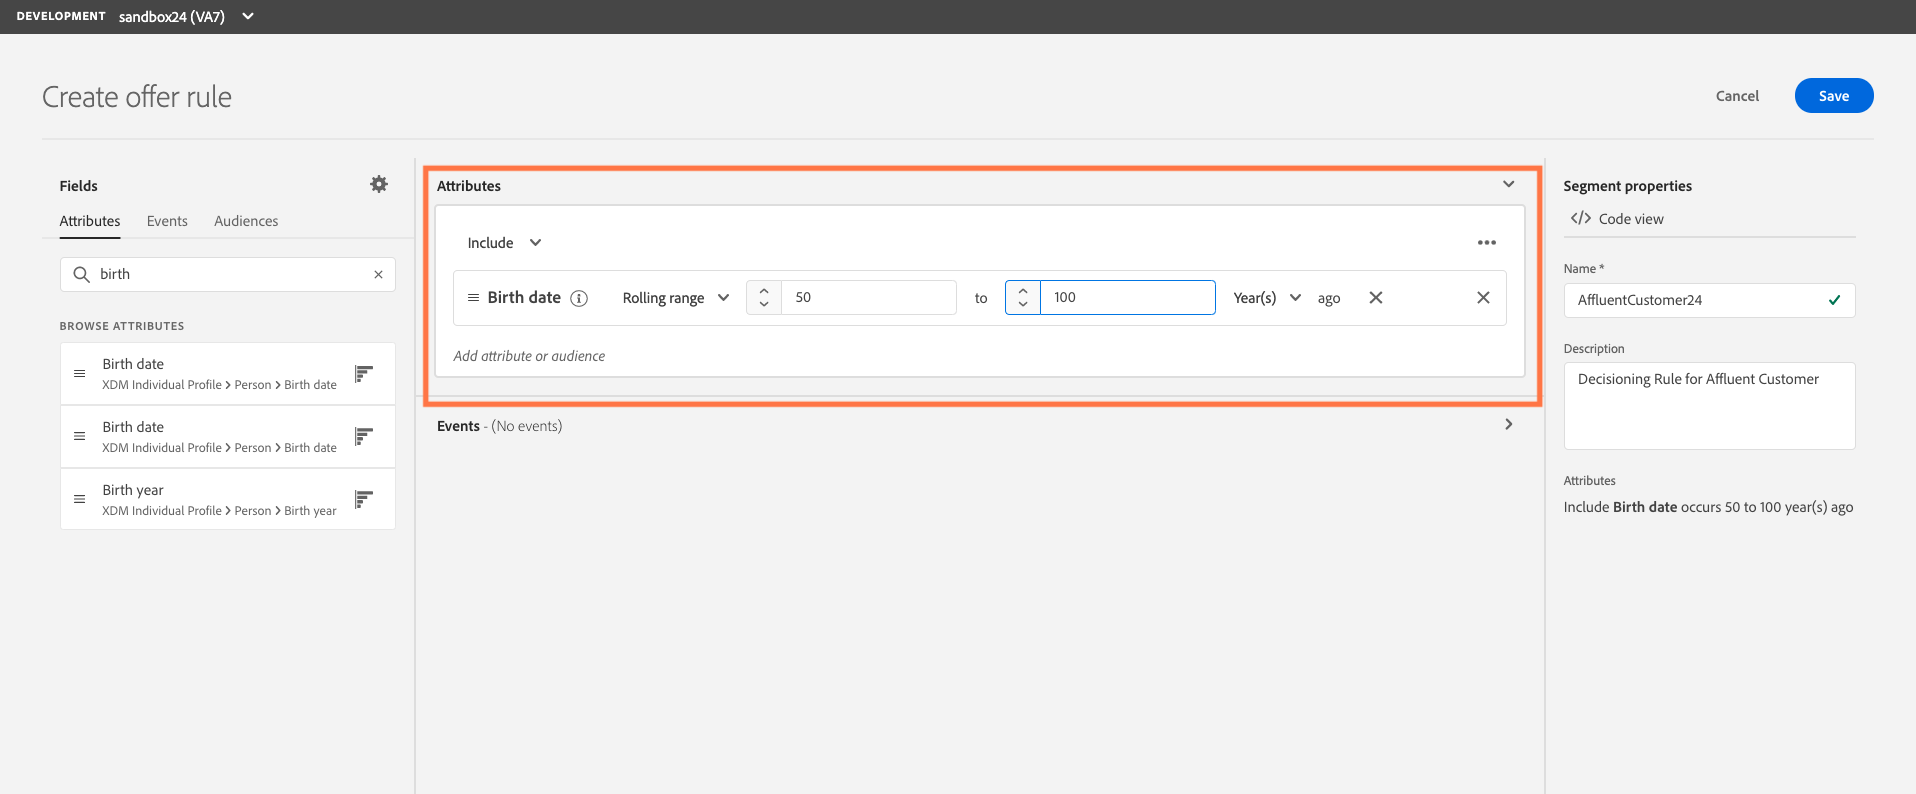 DEVELOPMENT sandbox24 (VA7)
Create offer rule
Cancel
Save
Fields
Attributes Events Audiences
birth
BROWSE ATTRIBUTES
Birth date
XDM Individual Profile > Person > Birth date
Birth date
XDM Individual Profile > Person > Birth date
Birth year
XDM Individual Profile > Person > Birth year
Attributes
Include
Birth date Rolling range 50 to 100 Year(s) ago
Add attribute or audience
Events - (No events)
Segment properties
</> Code view
Name *
AffluentCustomer24
Description
Decisioning Rule for Affluent Customer
Attributes
Include Birth date occurs 50 to 100 year(s) ago